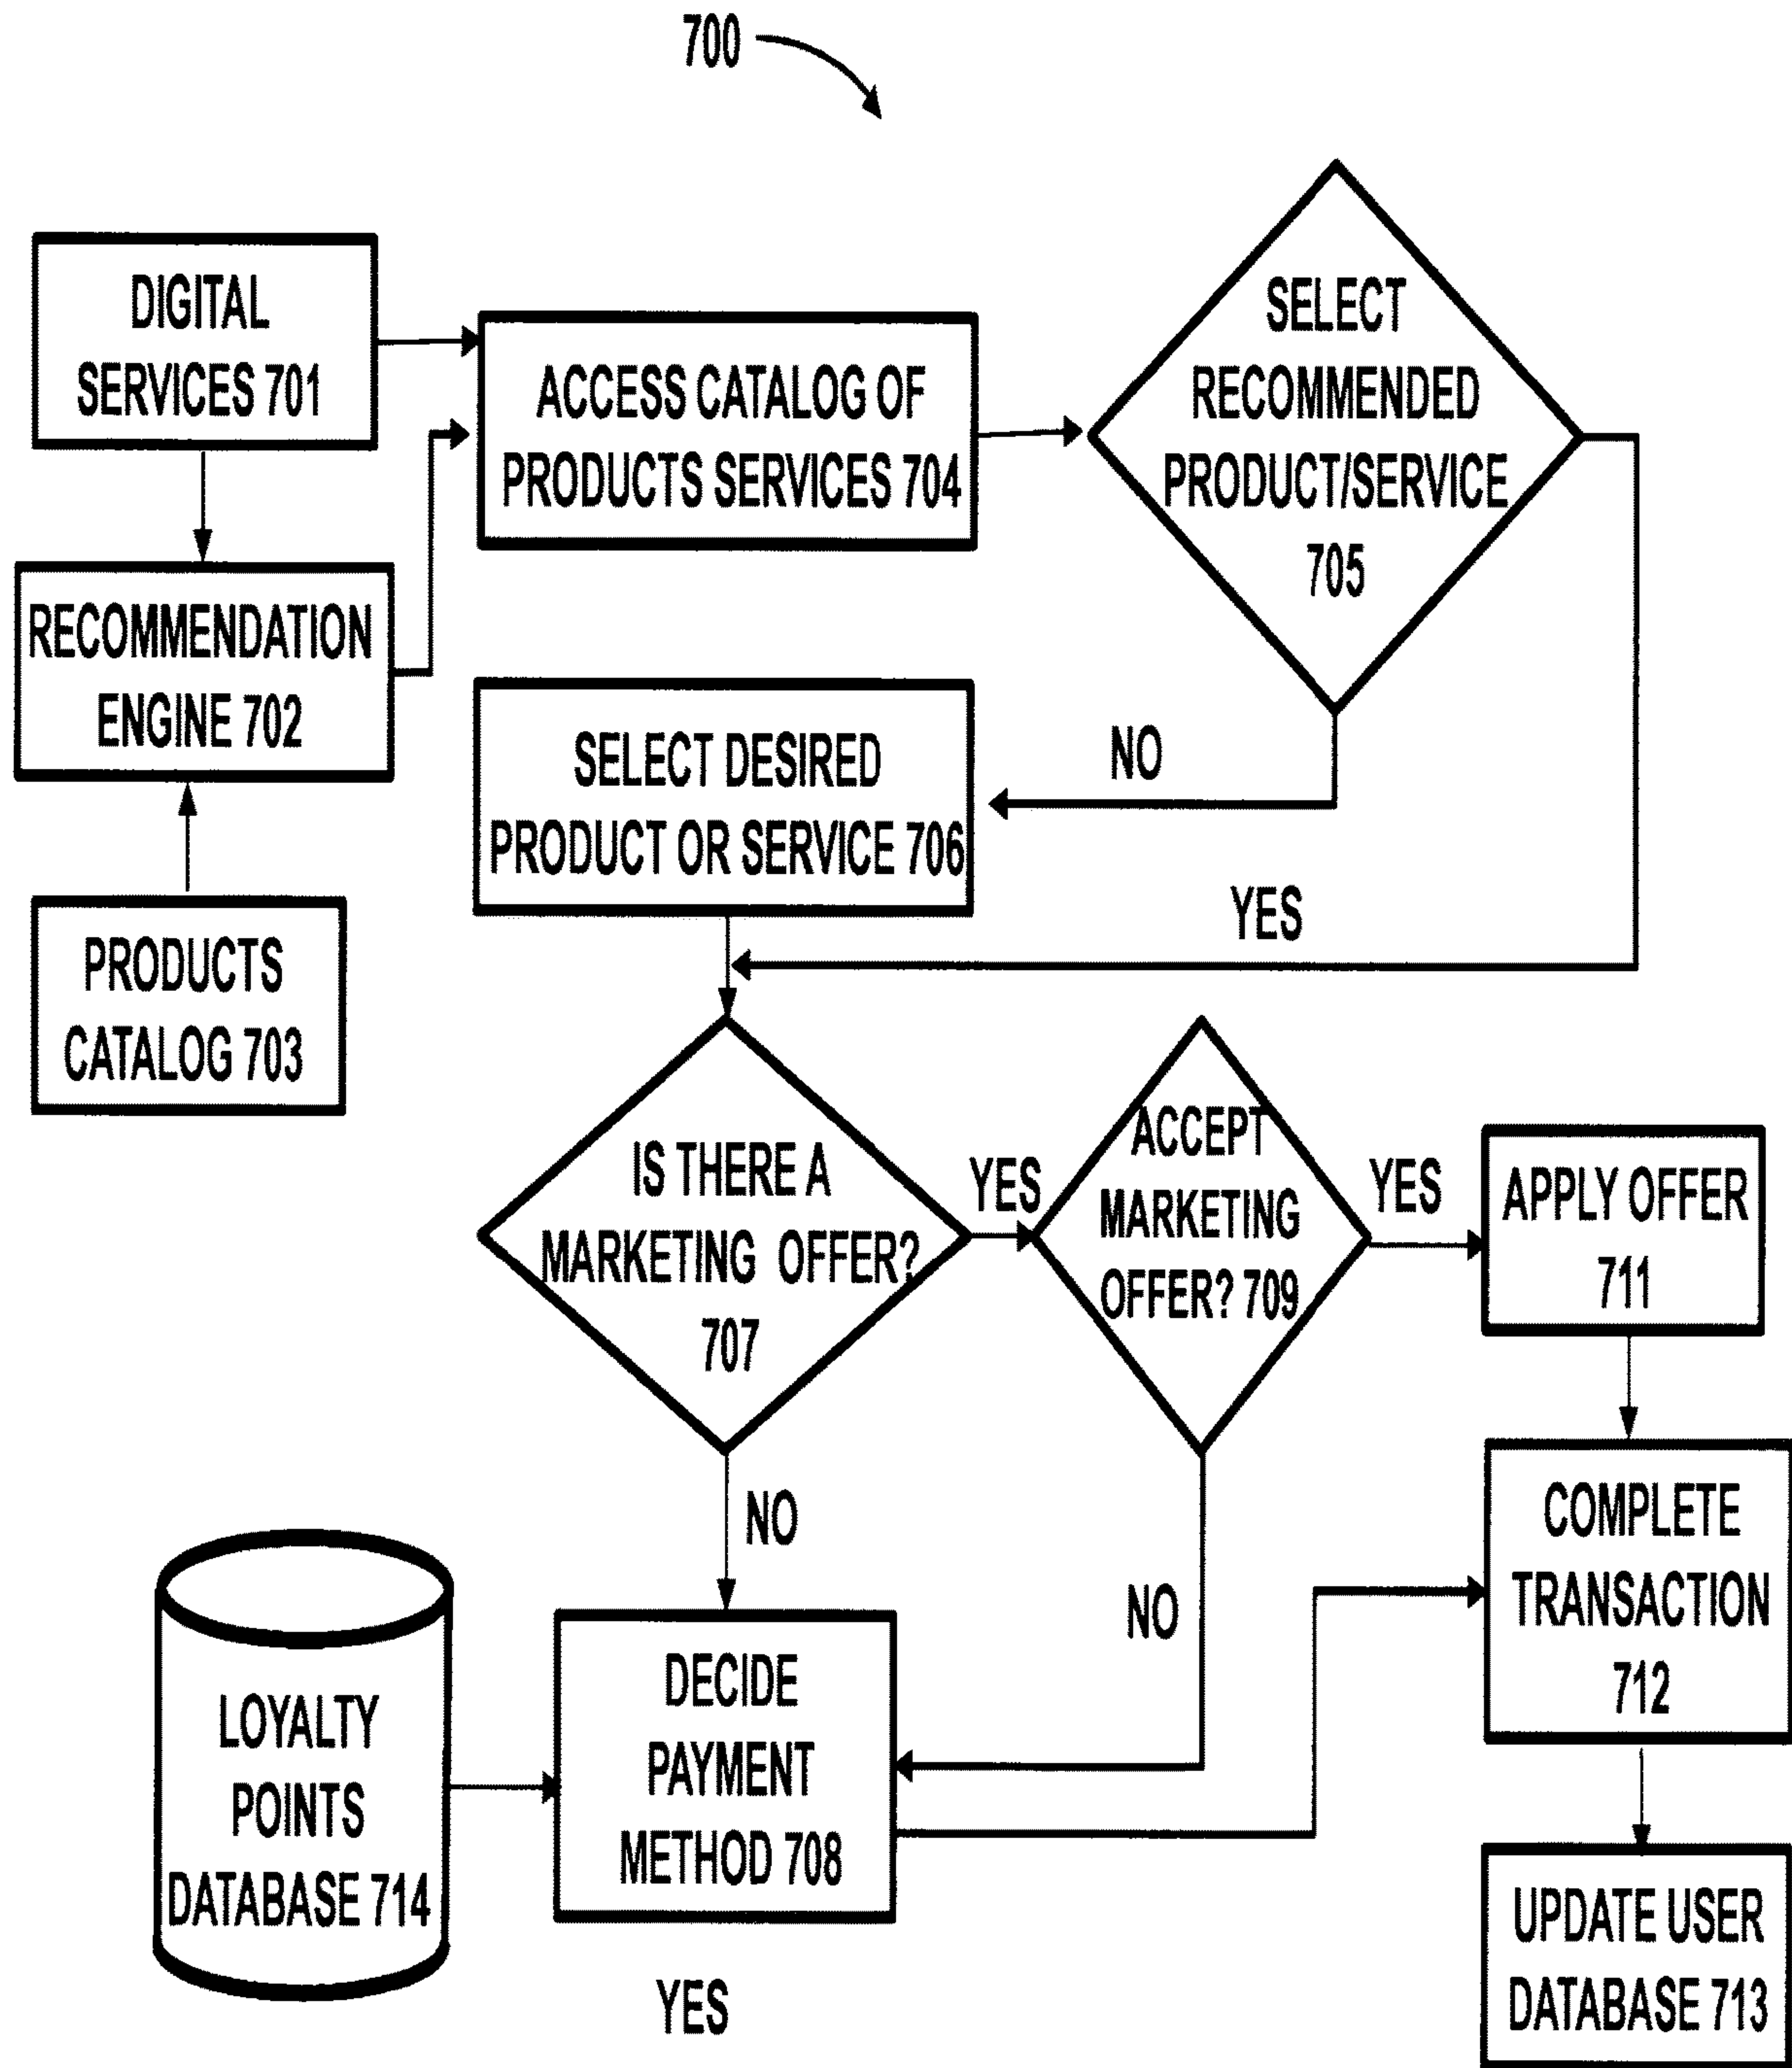 700
DIGITAL
SERVICES 701
RECOMMENDATION
ENGINE 702
PRODUCTS
CATALOG 703
ACCESS CATALOG OF
PRODUCTS SERVICES 704
SELECT
RECOMMENDED
PRODUCT/SERVICE
705
NO
SELECT DESIRED
PRODUCT OR SERVICE 706
YES
IS THERE A
MARKETING OFFER?
707
YES
ACCEPT
MARKETING
OFFER? 709
YES
APPLY OFFER
711
NO
NO
LOYALTY
POINTS
DATABASE 714
DECIDE
PAYMENT
METHOD 708
YES
COMPLETE
TRANSACTION
712
UPDATE USER
DATABASE 713